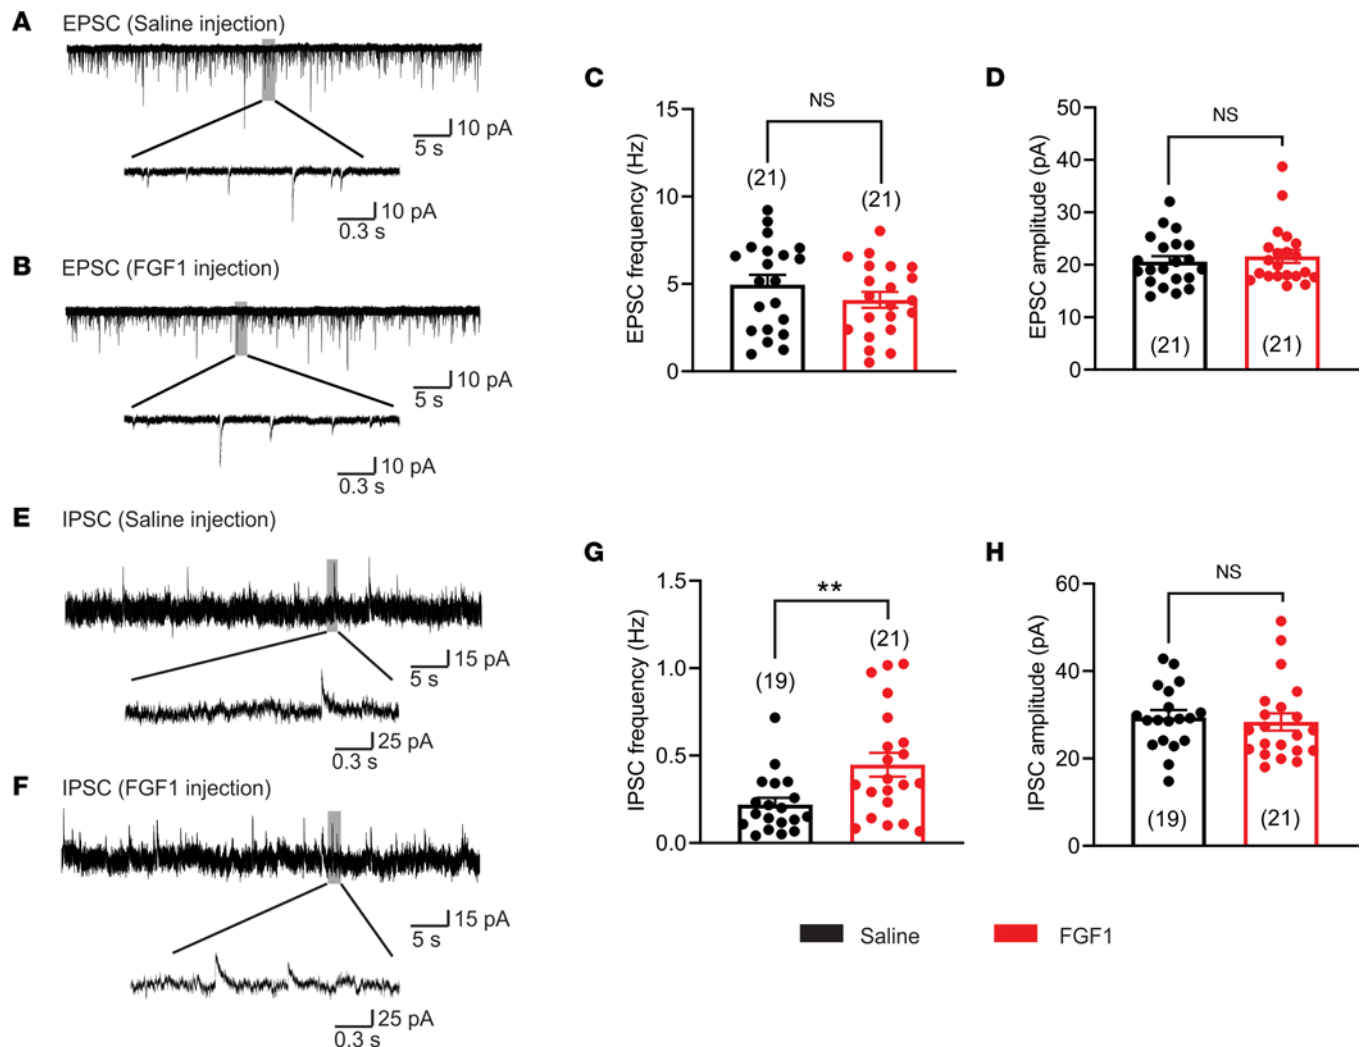 A EPSC (Saline injection)
10 pA
5 s
10 pA
0.3 s
B EPSC (FGF1 injection)
10 pA
5 s
10 pA
0.3 s
C
NS
EPSC frequency (Hz)
15
10
5
0
(21)
(21)
D
NS
EPSC amplitude (pA)
50
40
30
20
10
0
(21)
(21)
E IPSC (Saline injection)
15 pA
5 s
25 pA
0.3 s
F IPSC (FGF1 injection)
15 pA
5 s
25 pA
0.3 s
G
**
IPSC frequency (Hz)
1.5
1.0
0.5
0.0
(19)
(21)
H
NS
IPSC amplitude (pA)
60
40
20
0
(19)
(21)
Saline
FGF1